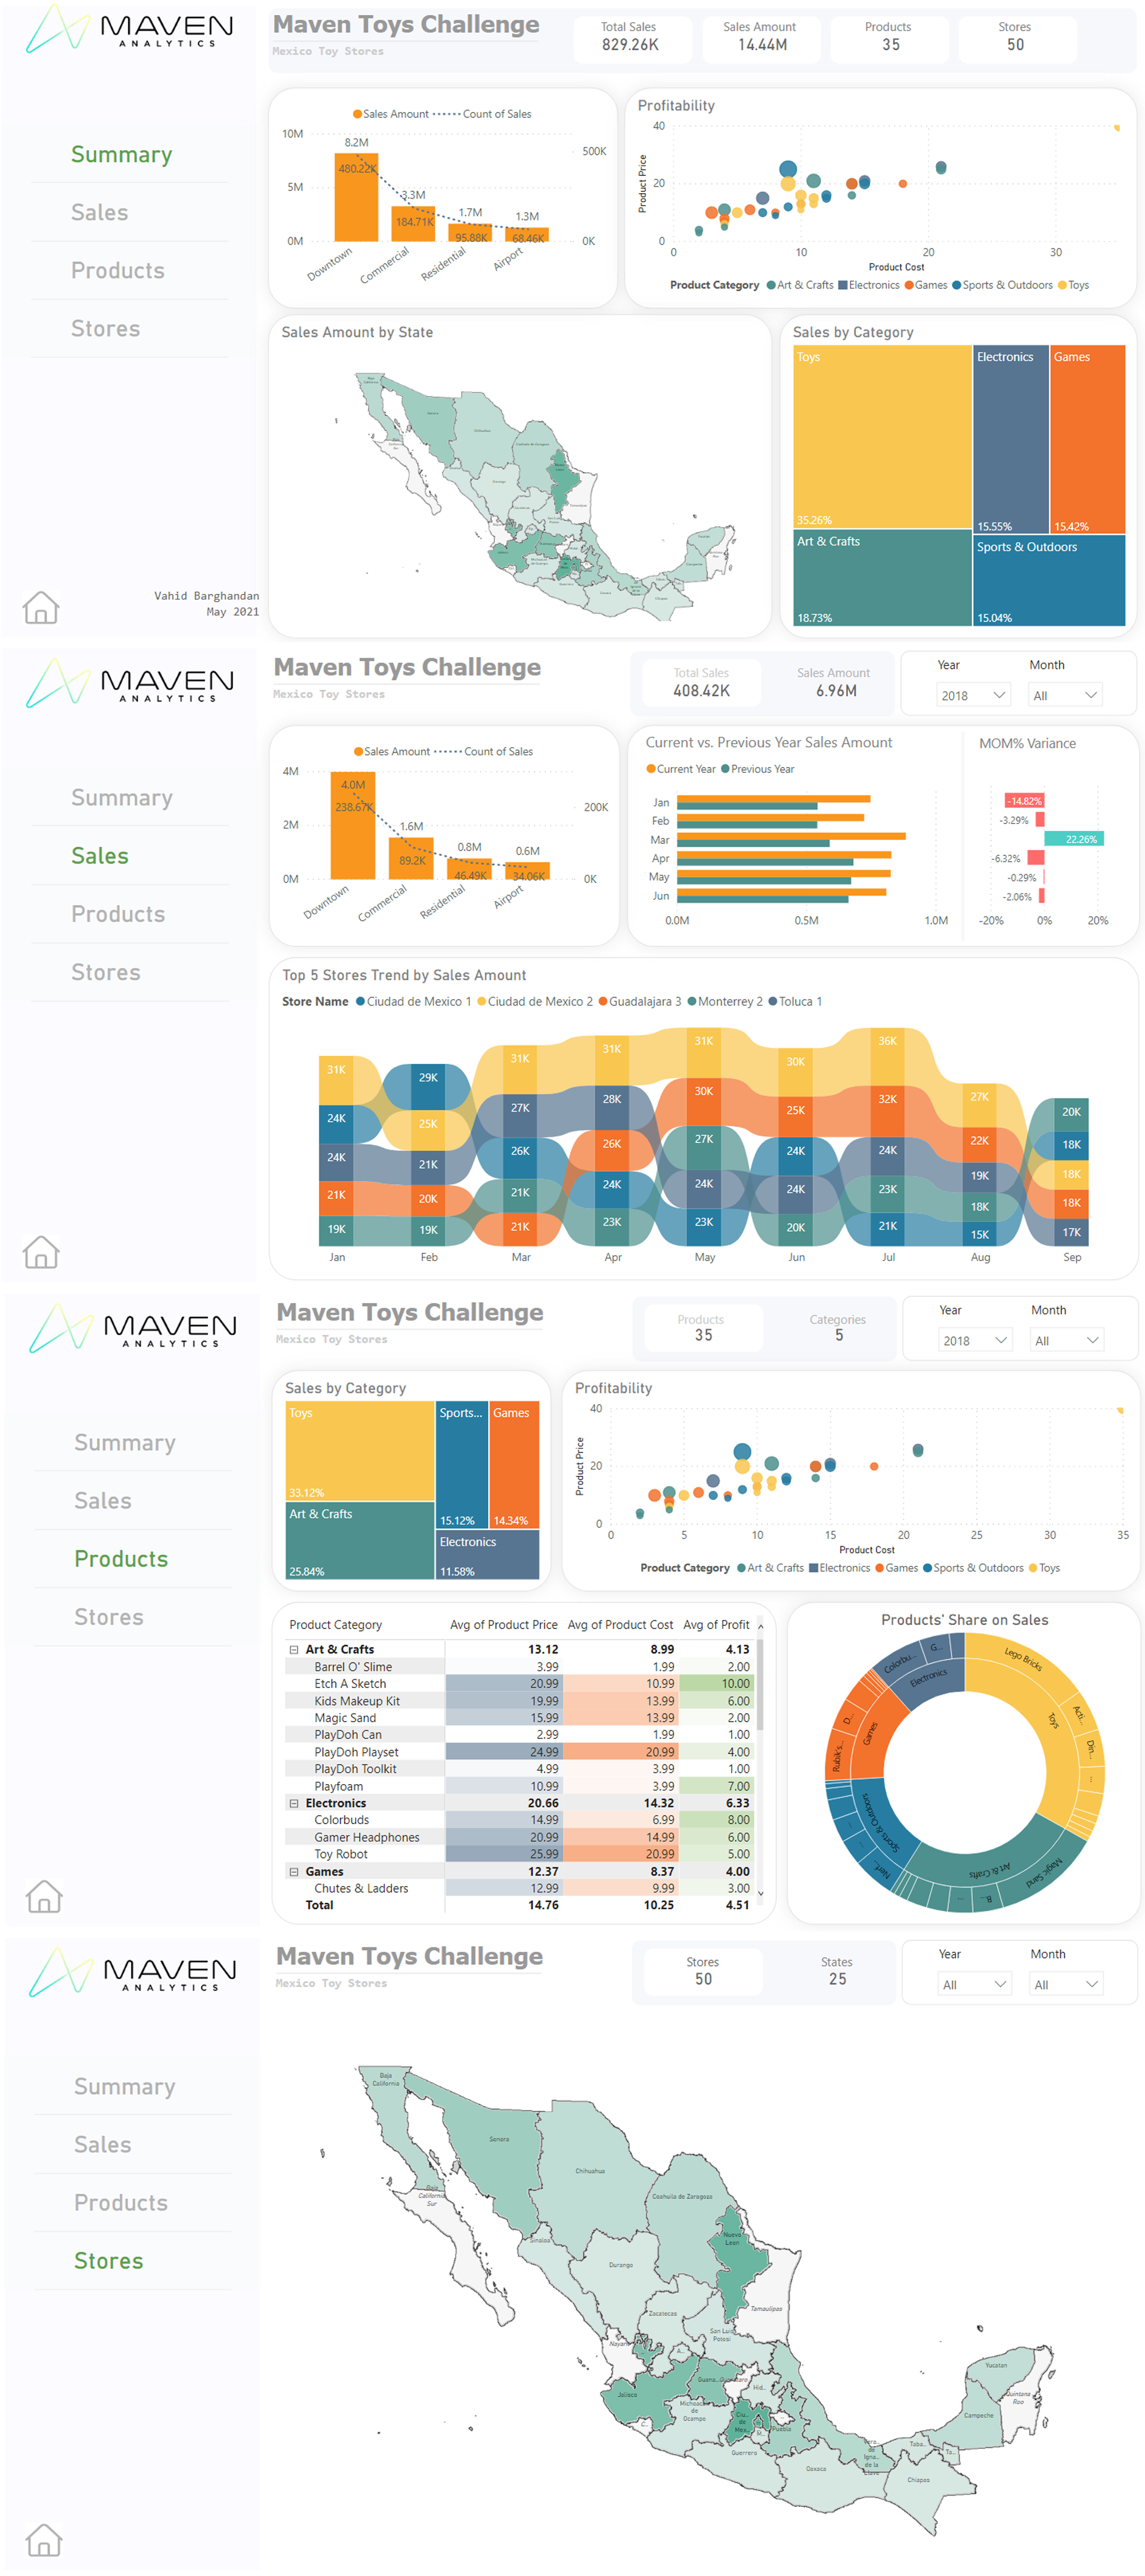 MAVEN
ANALYTICS
Maven Toys Challenge
Mexico Toy Stores
Total Sales
829.26K
Sales Amount
14.44M
Products
35
Stores
50
Summary
Sales
Products
Stores
Vahid Barghandan
May 2021
Sales Amount Count of Sales
10M
5M
0M
500K
0K
8.2M
480.22K
3.3M
184.71K
1.7M
95.88K
1.3M
68.46K
Downtown
Commercial
Residential
Airport
Profitability
Product Price
40
20
0
0 10 20 30
Product Cost
Product Category Art & Crafts Electronics Games Sports & Outdoors Toys
Sales Amount by State
Sales by Category
Toys
35.26%
Electronics
15.55%
Games
15.42%
Art & Crafts
18.73%
Sports & Outdoors
15.04%
MAVEN
ANALYTICS
Maven Toys Challenge
Mexico Toy Stores
Total Sales
408.42K
Sales Amount
6.96M
Year
2018
Month
All
Summary
Sales
Products
Stores
Sales Amount Count of Sales
4M
2M
0M
200K
0K
4.0M
238.67K
1.6M
89.2K
0.8M
46.49K
0.6M
34.06K
Downtown
Commercial
Residential
Airport
Current vs. Previous Year Sales Amount
Current Year Previous Year
Jan
Feb
Mar
Apr
May
Jun
0.0M 0.5M 1.0M
MOM% Variance
-14.82%
-3.29%
22.26%
-6.32%
-0.29%
-2.06%
-20% 0% 20%
Top 5 Stores Trend by Sales Amount
Store Name Ciudad de Mexico 1 Ciudad de Mexico 2 Guadalajara 3 Monterrey 2 Toluca 1
31K
24K
24K
21K
19K
29K
25K
21K
20K
19K
31K
27K
26K
21K
21K
31K
28K
26K
24K
23K
31K
30K
27K
24K
23K
30K
25K
24K
24K
20K
36K
32K
24K
23K
21K
27K
22K
19K
18K
15K
20K
18K
18K
18K
17K
Jan Feb Mar Apr May Jun Jul Aug Sep
MAVEN
ANALYTICS
Maven Toys Challenge
Mexico Toy Stores
Products
35
Categories
5
Year
2018
Month
All
Summary
Sales
Products
Stores
Sales by Category
Toys
33.12%
Sports...
15.12%
Games
14.34%
Art & Crafts
25.84%
Electronics
11.58%
Profitability
Product Price
40
20
0
0 5 10 15 20 25 30 35
Product Cost
Product Category Art & Crafts Electronics Games Sports & Outdoors Toys
Product Category Avg of Product Price Avg of Product Cost Avg of Profit
Art & Crafts 13.12 8.99 4.13
Barrel O' Slime 3.99 1.99 2.00
Etch A Sketch 20.99 10.99 10.00
Kids Makeup Kit 19.99 13.99 6.00
Magic Sand 15.99 13.99 2.00
PlayDoh Can 2.99 1.99 1.00
PlayDoh Playset 24.99 20.99 4.00
PlayDoh Toolkit 4.99 3.99 1.00
Playfoam 10.99 3.99 7.00
Electronics 20.66 14.32 6.33
Colorbuds 14.99 6.99 8.00
Gamer Headphones 20.99 14.99 6.00
Toy Robot 25.99 20.99 5.00
Games 12.37 8.37 4.00
Chutes & Ladders 12.99 9.99 3.00
Total 14.76 10.25 4.51
Products' Share on Sales
Lego Bricks
Toys
Acti...
Din...
...
Magic Sand
Art & Crafts
B...
...
Nerf...
Sports & Outdoors
...
Rubik's...
D...
Games
Colorbu...
G...
Electronics
MAVEN
ANALYTICS
Maven Toys Challenge
Mexico Toy Stores
Stores
50
States
25
Year
All
Month
All
Summary
Sales
Products
Stores
Baja
California
Sonora
Chihuahua
Baja
California
Sur
Coahuila de Zaragoza
Sinaloa
Durango
Nuevo
Leon
Tamaulipas
Zacatecas
San Luis
Potosi
Nayarit
A...
Jalisco
Guana...
Hid...
Michoacan
de
Ocampo
C...
Ciu...
de
Mex...
M...
Puebla
Guerrero
Oaxaca
Vera...
de
Igna...
de la
Llave
Taba...
Ta...
Chiapas
Campeche
Yucatan
Quintana
Roo